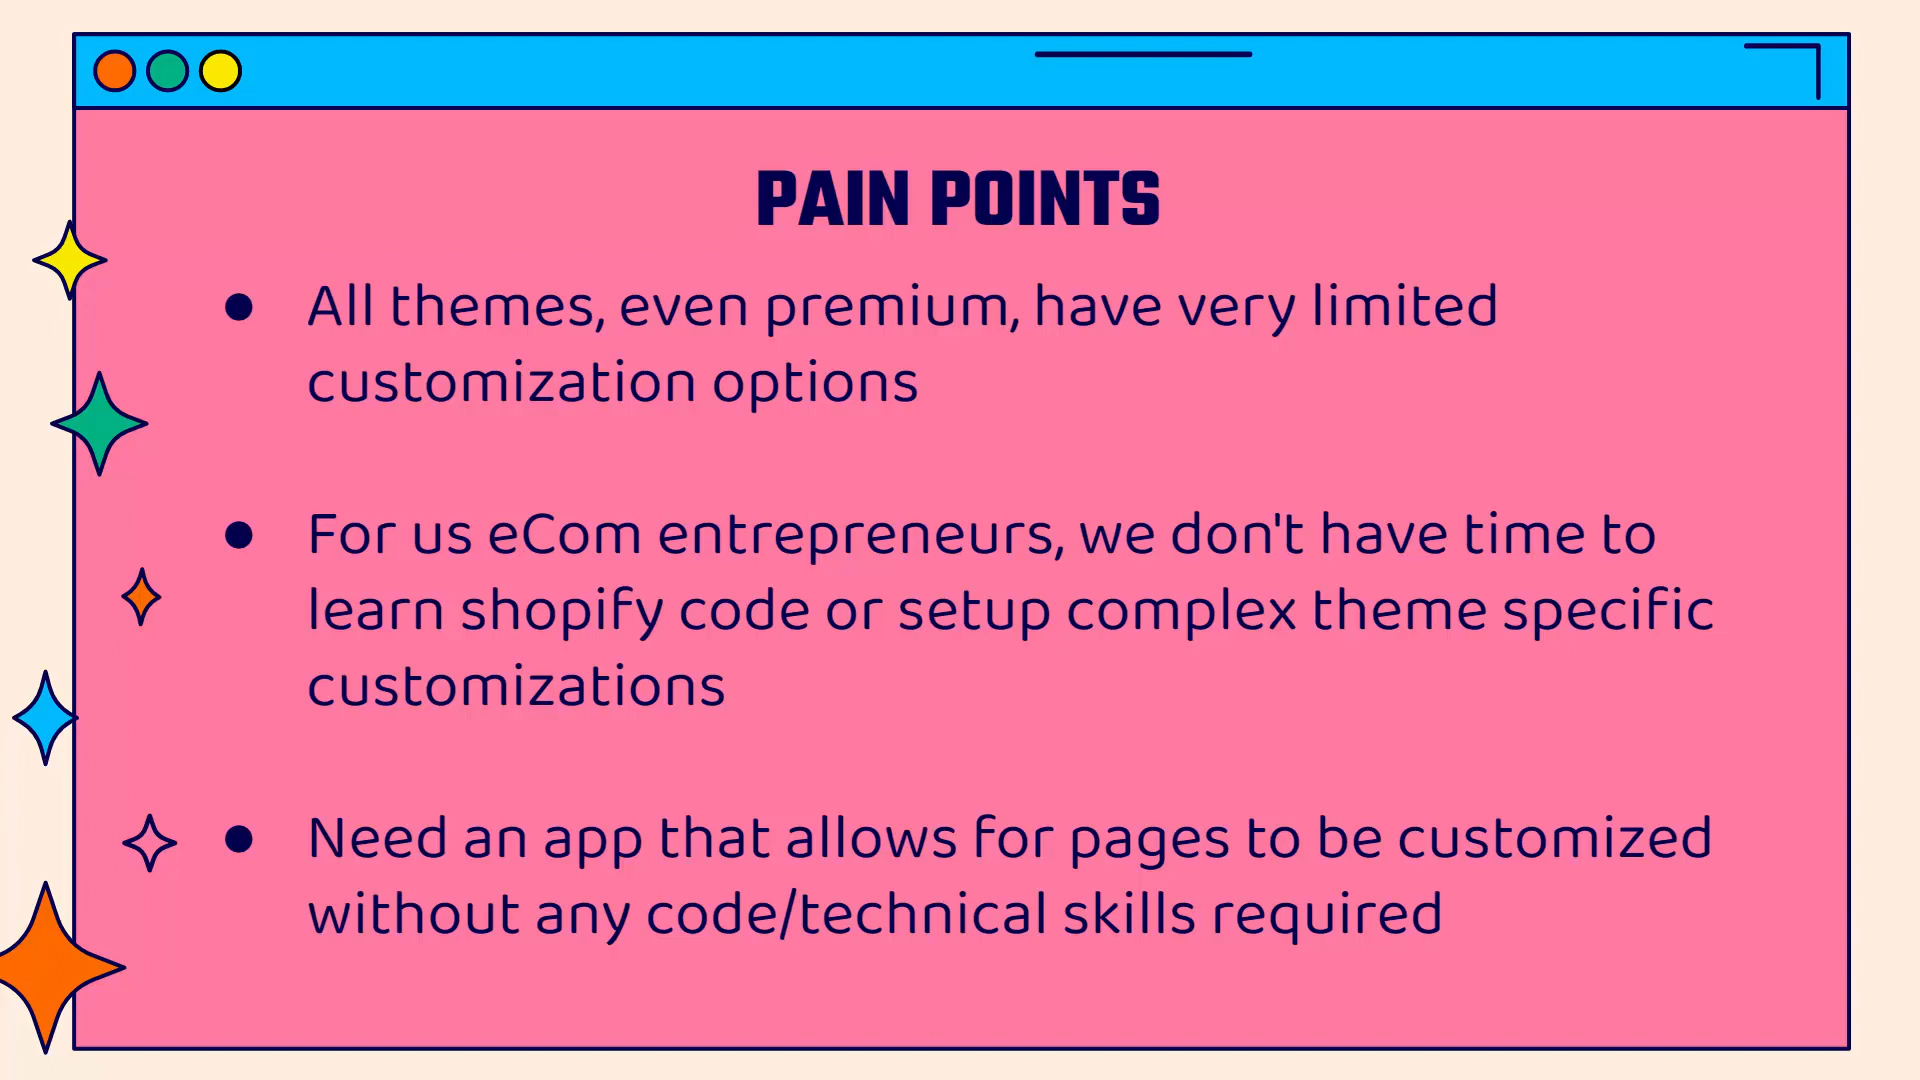 PAIN POINTS
● All themes, even premium, have very limited
customization options
● For us eCom entrepreneurs, we don't have time to
learn shopify code or setup complex theme specific
customizations
● Need an app that allows for pages to be customized
without any code/technical skills required